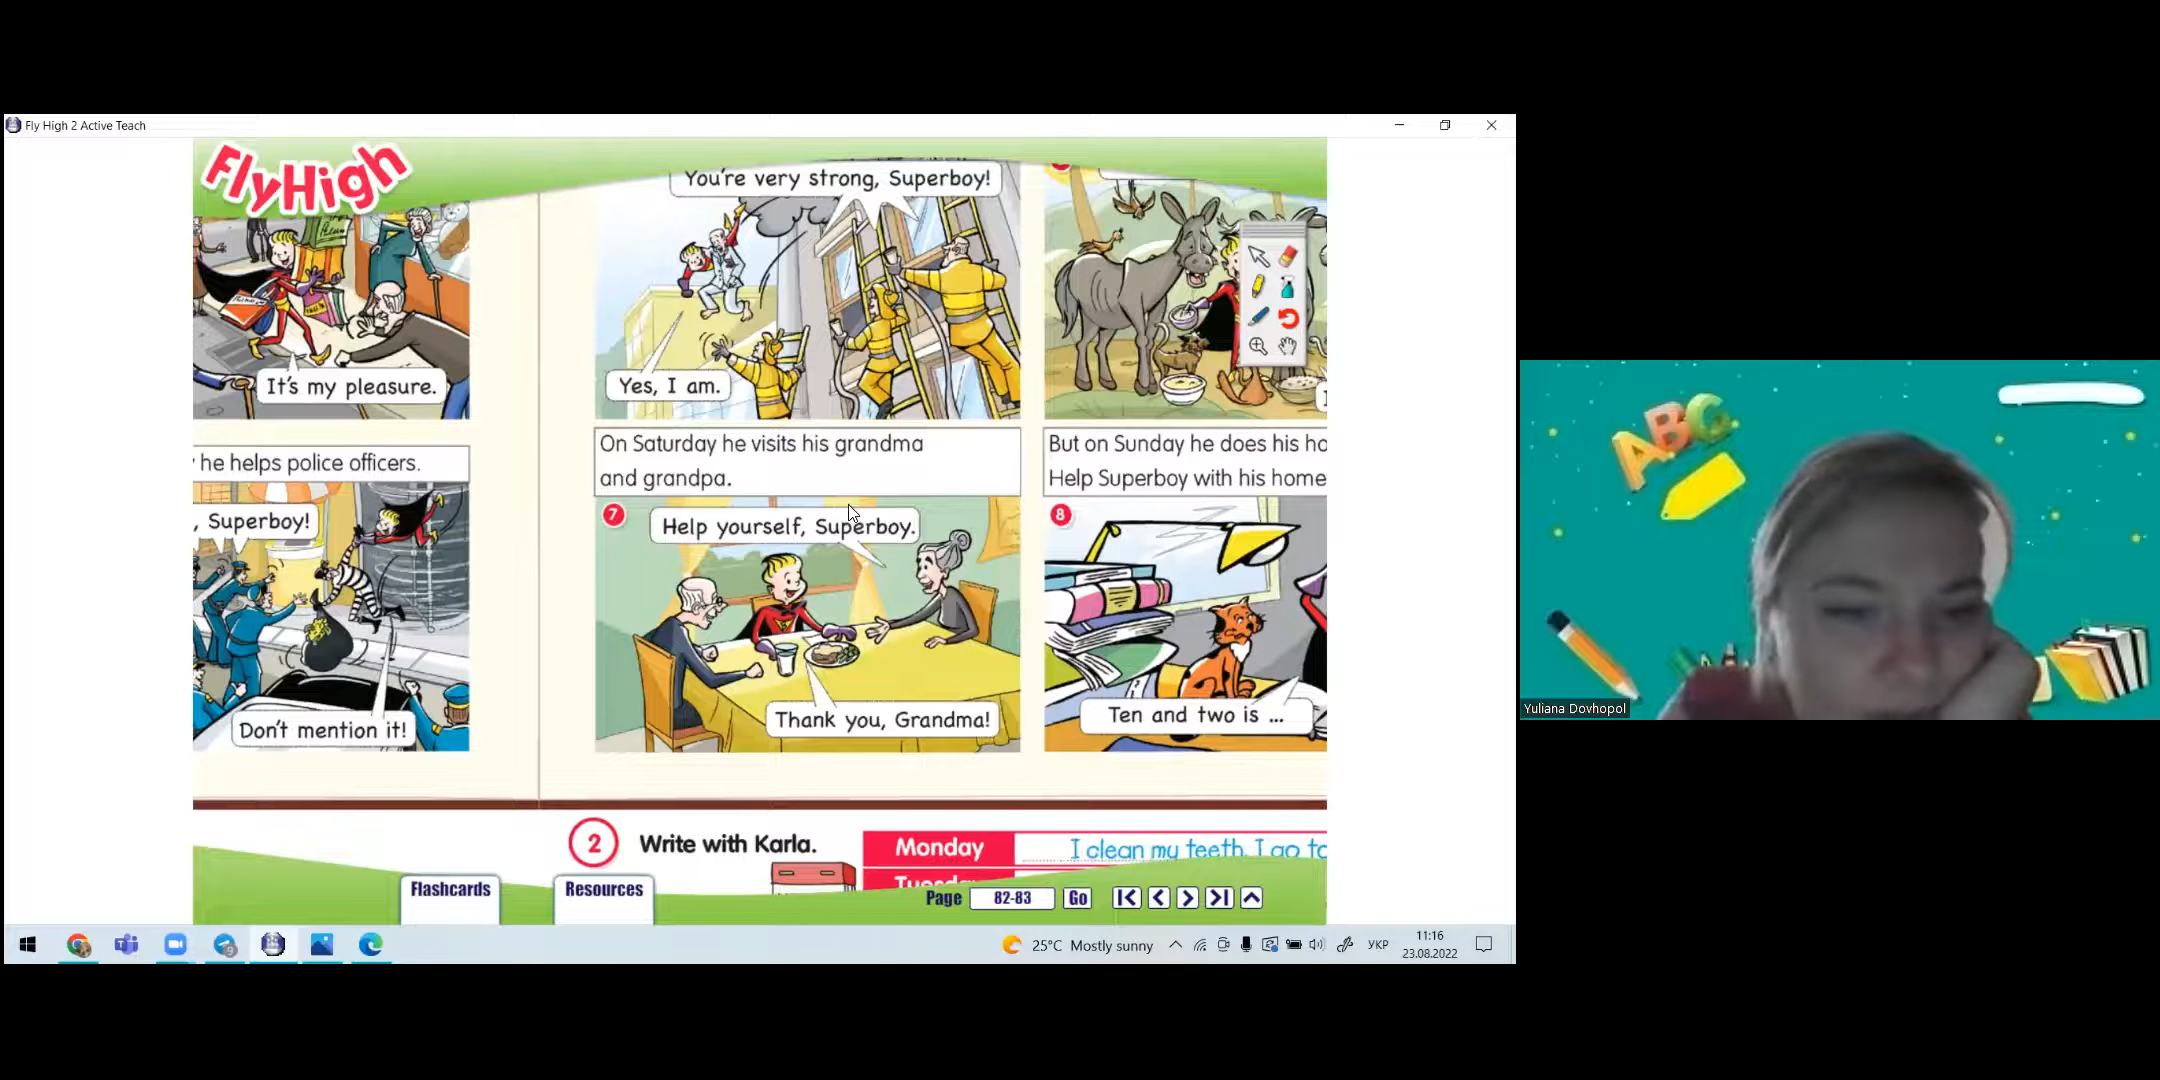 Fly High 2 Active Teach
FlyHigh
You're very strong, Superboy!
It's my pleasure.
Yes, I am.
he helps police officers.
On Saturday he visits his grandma
and grandpa.
But on Sunday he does his
Help Superboy with his
, Superboy!
7
Help yourself, Superboy.
8
Don't mention it!
Thank you, Grandma!
Ten and two is ...
2
Write with Karla.
Monday
I clean my teeth. I go
Flashcards
Resources
Page
82-83
Go
25°C Mostly sunny
УКР
11:16
23.08.2022
ABC
Yuliana Dovhopol